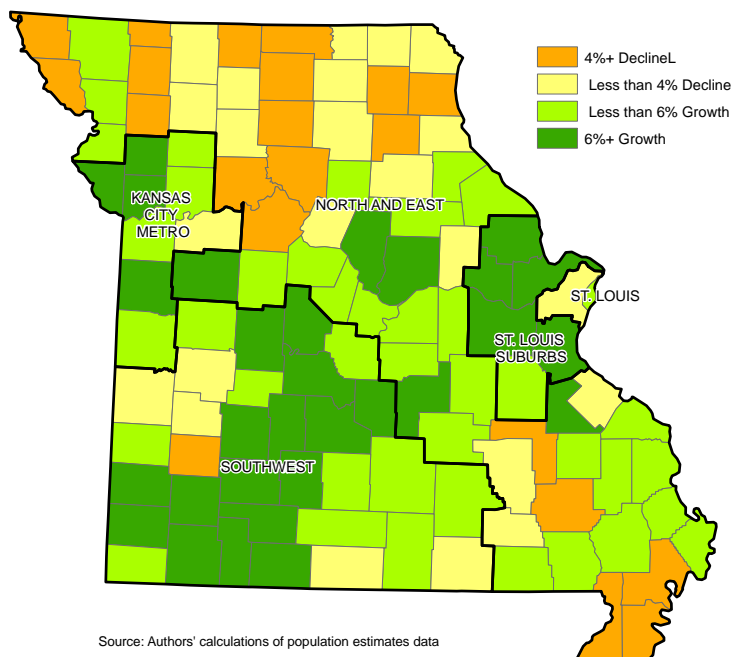 4%+ DeclineL
Less than 4% Decline
Less than 6% Growth
6%+ Growth
KANSAS
CITY
METRO
NORTH AND EAST
ST. LOUIS
ST. LOUIS
SUBURBS
SOUTHWEST
Source: Authors' calculations of population estimates data